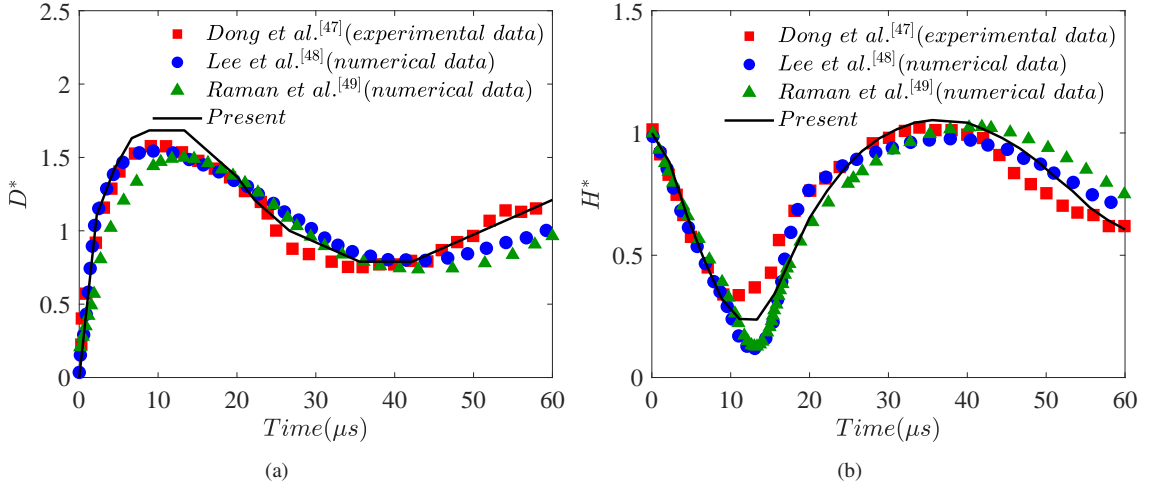 2.5
2
1.5
1
0.5
0
D*
0 10 20 30 40 50 60
Time(μs)
Dong et al.[47](experimental data)
Lee et al.[48](numerical data)
Raman et al.[49](numerical data)
Present
(a)
1.5
1
0.5
0
H*
0 10 20 30 40 50 60
Time(μs)
Dong et al.[47](experimental data)
Lee et al.[48](numerical data)
Raman et al.[49](numerical data)
Present
(b)